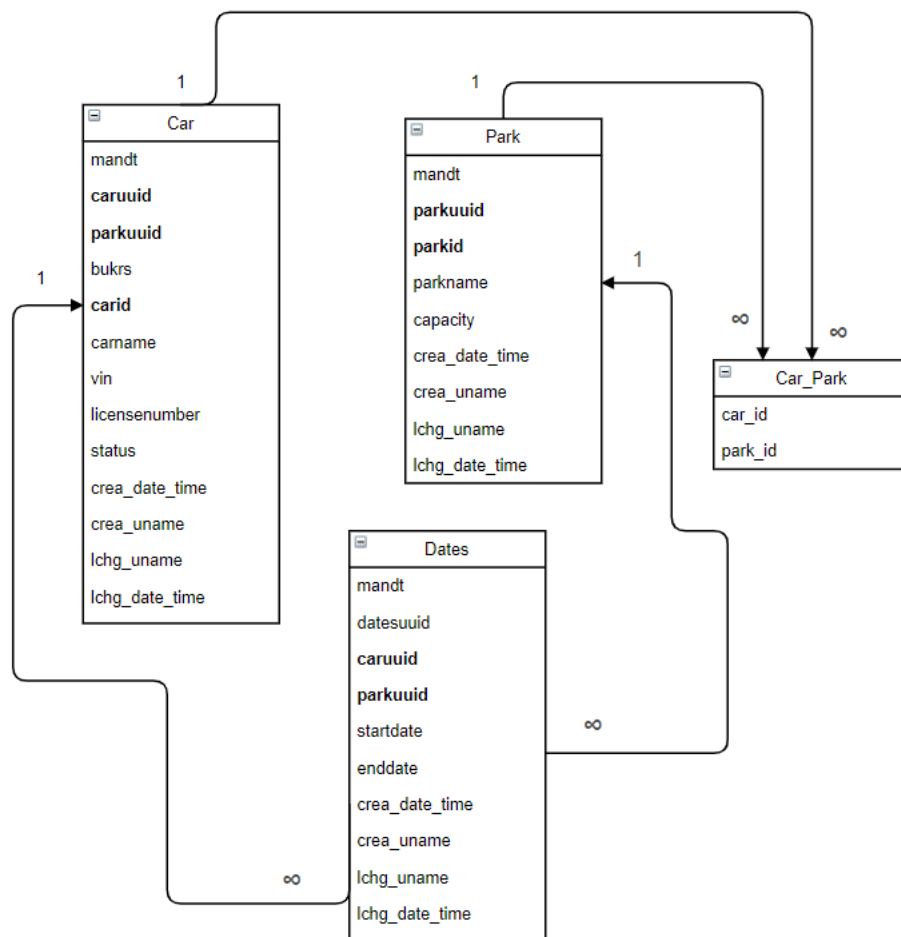 1
Car
mandt
caruuid
parkuuid
bukrs
carid
carname
vin
licensenumber
status
crea_date_time
crea_uname
lchg_uname
lchg_date_time
1
1
Park
mandt
parkuuid
parkid
parkname
capacity
crea_date_time
crea_uname
lchg_uname
lchg_date_time
1
∞
∞
Car_Park
car_id
park_id
Dates
mandt
datesuuid
caruuid
parkuuid
startdate
enddate
crea_date_time
crea_uname
lchg_uname
lchg_date_time
∞
∞